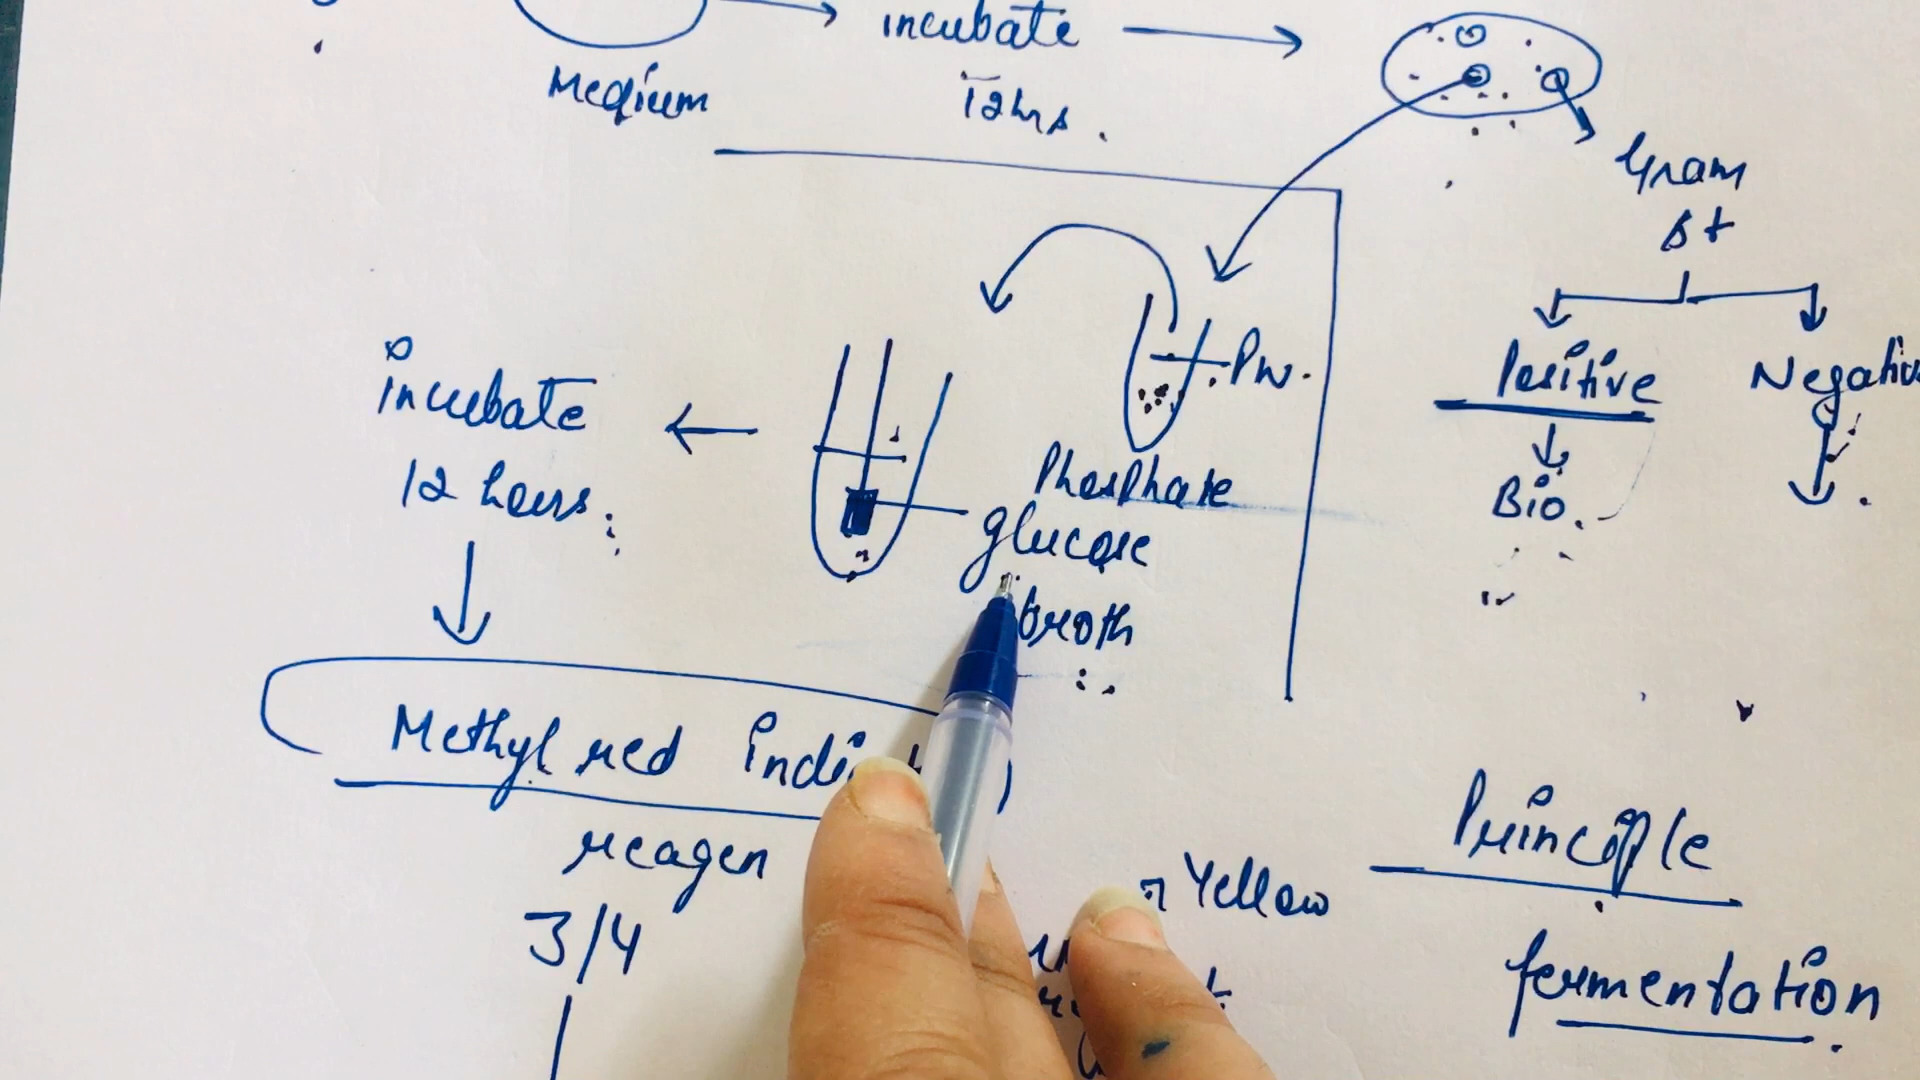 incubate
Medium
12hrs.
Gram
st
Pw.
Positive
Negative
incubate
12 hours.
Bio.
Phosphate
glucose
broth
Methyl red indi
reagen
Principle
Yellow
3/4
fermentation